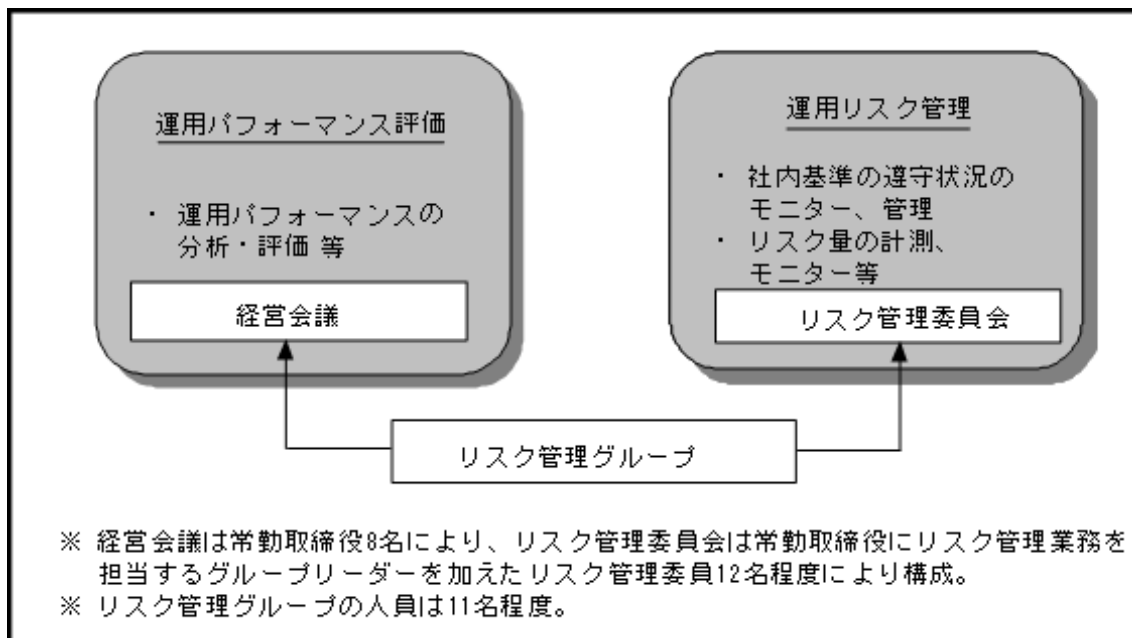 運用パフォーマンス評価
・ 運用パフォーマンスの
分析・評価 等
経営会議
運用リスク管理
・ 社内基準の遵守状況の
モニター、管理
・ リスク量の計測、
モニター等
リスク管理委員会
リスク管理グループ
※ 経営会議は常勤取締役8名により、リスク管理委員会は常勤取締役にリスク管理業務を
担当するグループリーダーを加えたリスク管理委員12名程度により構成。
※ リスク管理グループの人員は11名程度。